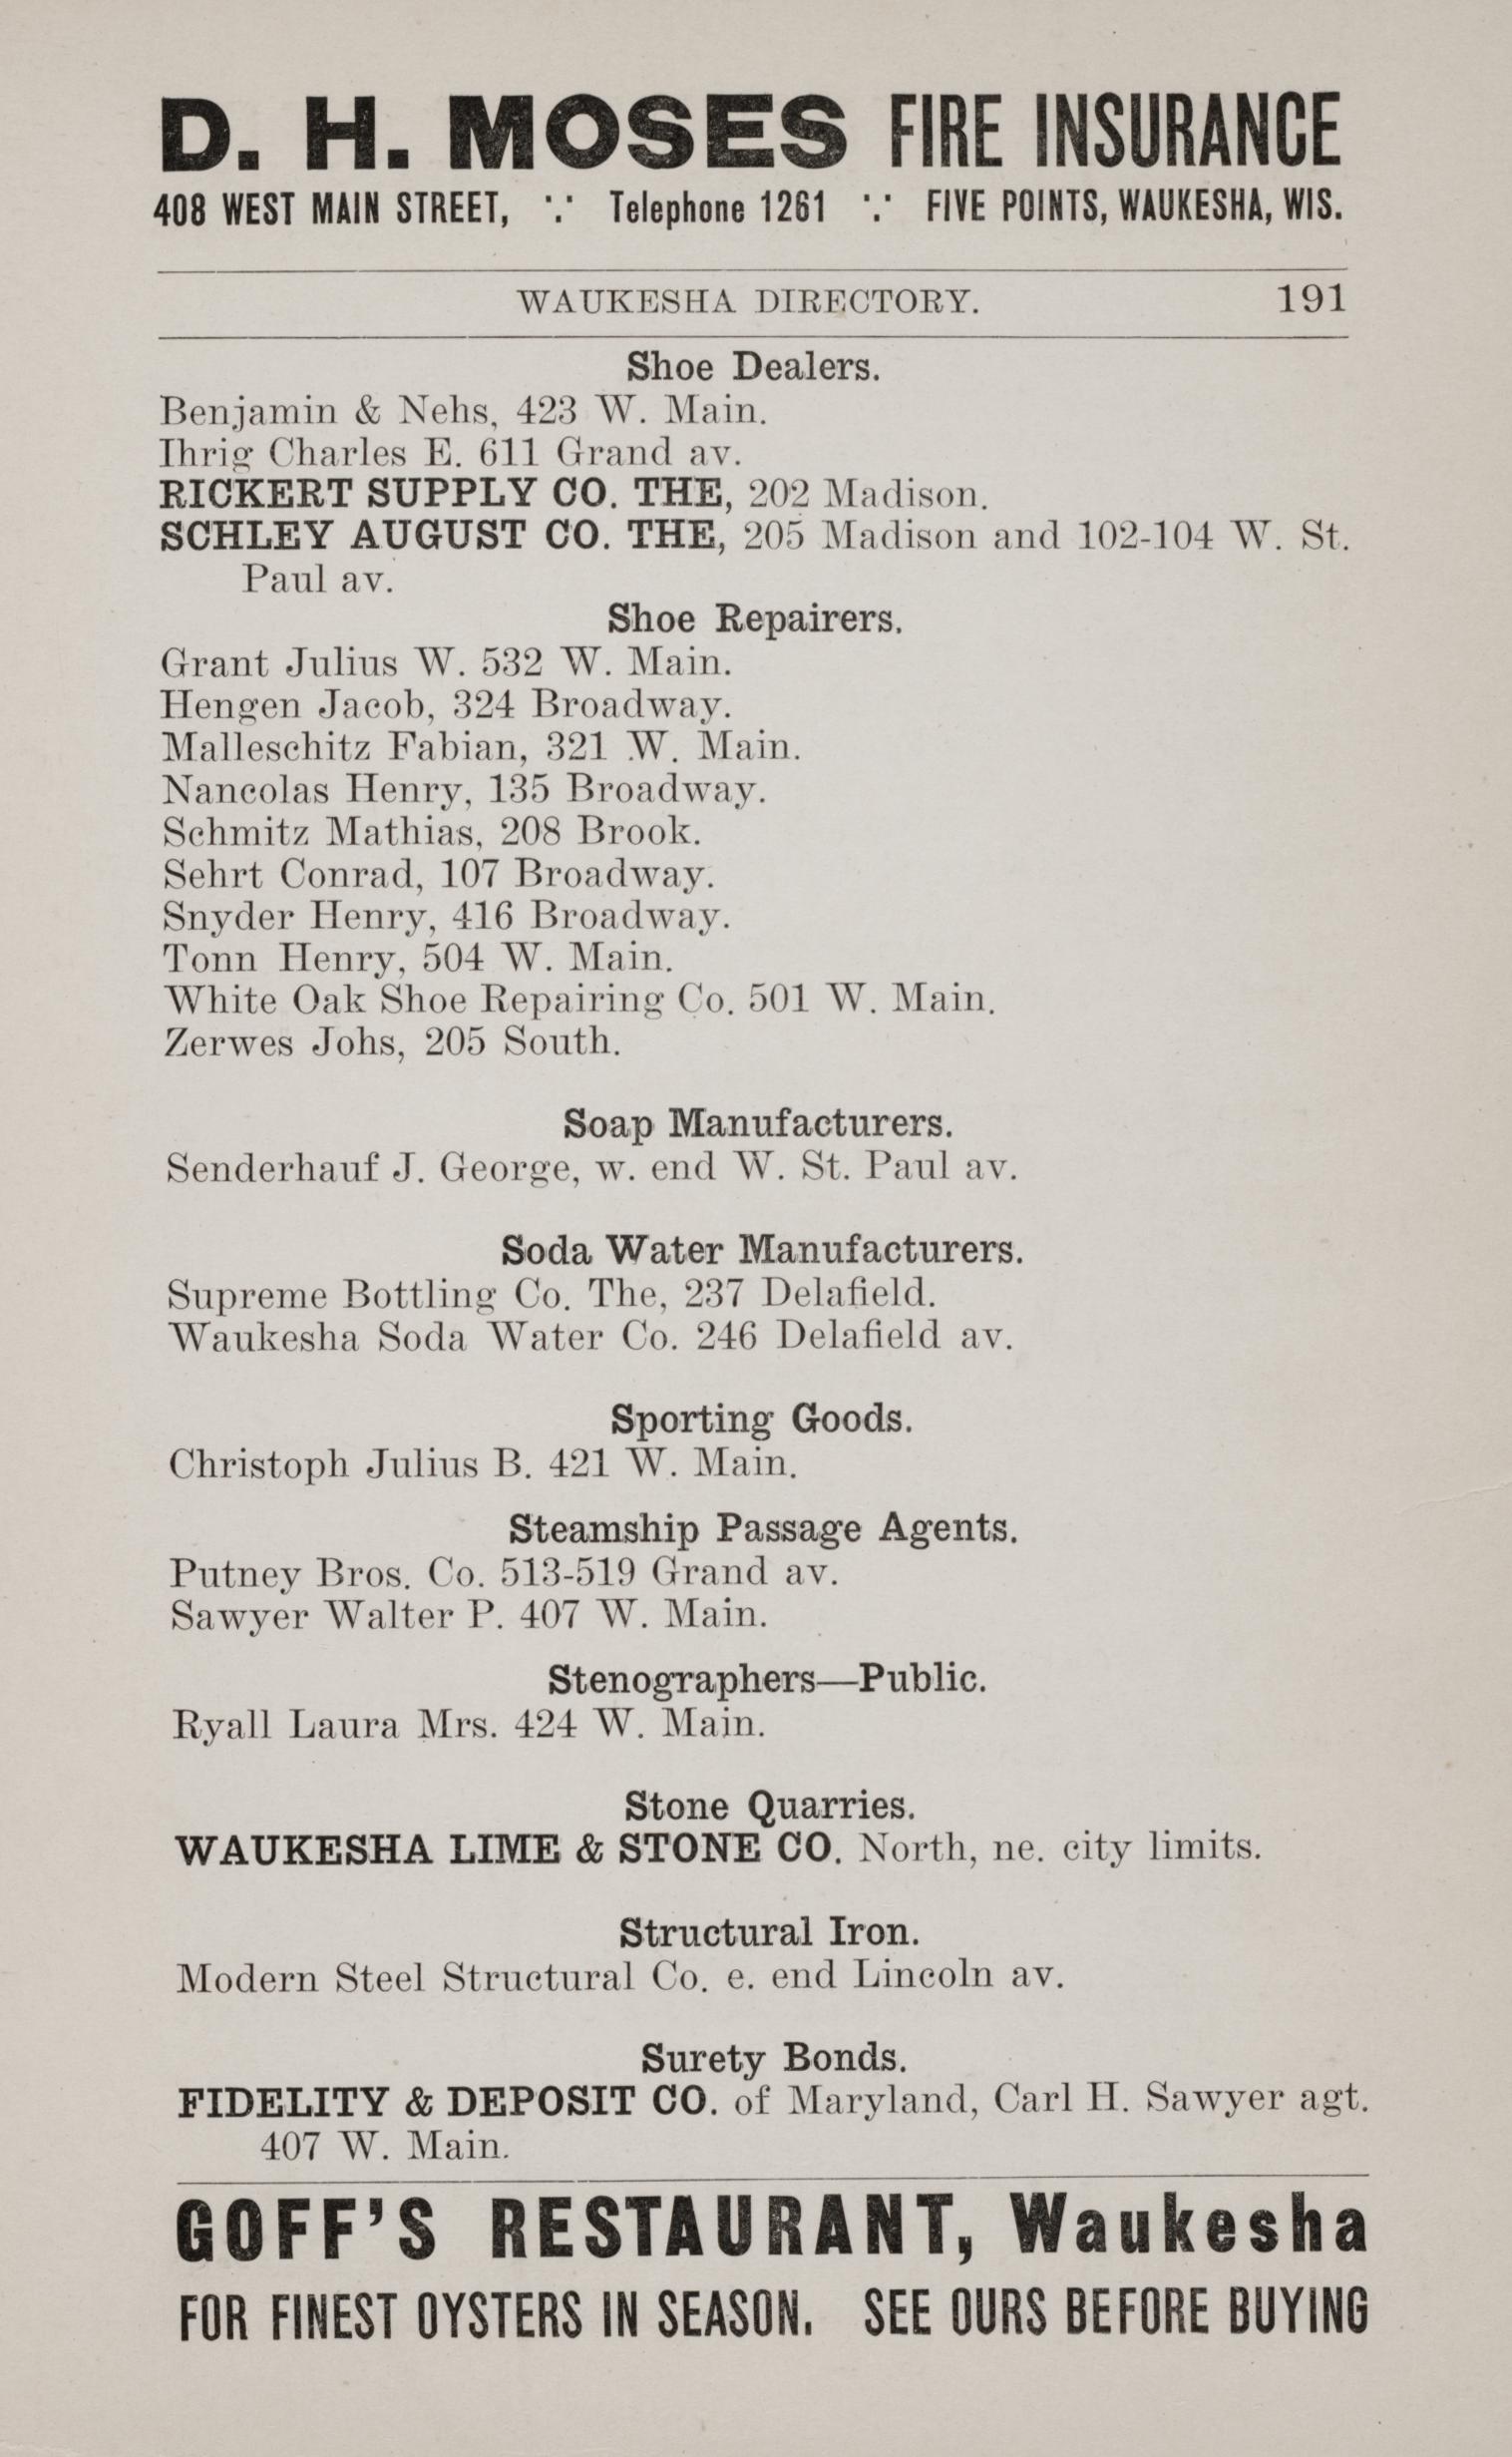 D. H. MOSES FIRE INSURANCE
408 WEST MAIN STREET, ∵ Telephone 1261 ∵ FIVE POINTS, WAUKESHA, WIS.
WAUKESHA DIRECTORY. 191
Shoe Dealers.
Benjamin & Nehs, 423 W. Main.
Ihrig Charles E. 611 Grand av.
RICKERT SUPPLY CO. THE, 202 Madison.
SCHLEY AUGUST CO. THE, 205 Madison and 102-104 W. St.
Paul av.
Shoe Repairers.
Grant Julius W. 532 W. Main.
Hengen Jacob, 324 Broadway.
Malleschitz Fabian, 321 W. Main.
Nancolas Henry, 135 Broadway.
Schmitz Mathias, 208 Brook.
Sehrt Conrad, 107 Broadway.
Snyder Henry, 416 Broadway.
Tonn Henry, 504 W. Main.
White Oak Shoe Repairing Co. 501 W. Main.
Zerwes Johs, 205 South.
Soap Manufacturers.
Senderhauf J. George, w. end W. St. Paul av.
Soda Water Manufacturers.
Supreme Bottling Co. The, 237 Delafield.
Waukesha Soda Water Co. 246 Delafield av.
Sporting Goods.
Christoph Julius B. 421 W. Main.
Steamship Passage Agents.
Putney Bros. Co. 513-519 Grand av.
Sawyer Walter P. 407 W. Main.
Stenographers—Public.
Ryall Laura Mrs. 424 W. Main.
Stone Quarries.
WAUKESHA LIME & STONE CO. North, ne. city limits.
Structural Iron.
Modern Steel Structural Co. e. end Lincoln av.
Surety Bonds.
FIDELITY & DEPOSIT CO. of Maryland, Carl H. Sawyer agt.
407 W. Main.
GOFF'S RESTAURANT, Waukesha
FOR FINEST OYSTERS IN SEASON. SEE OURS BEFORE BUYING